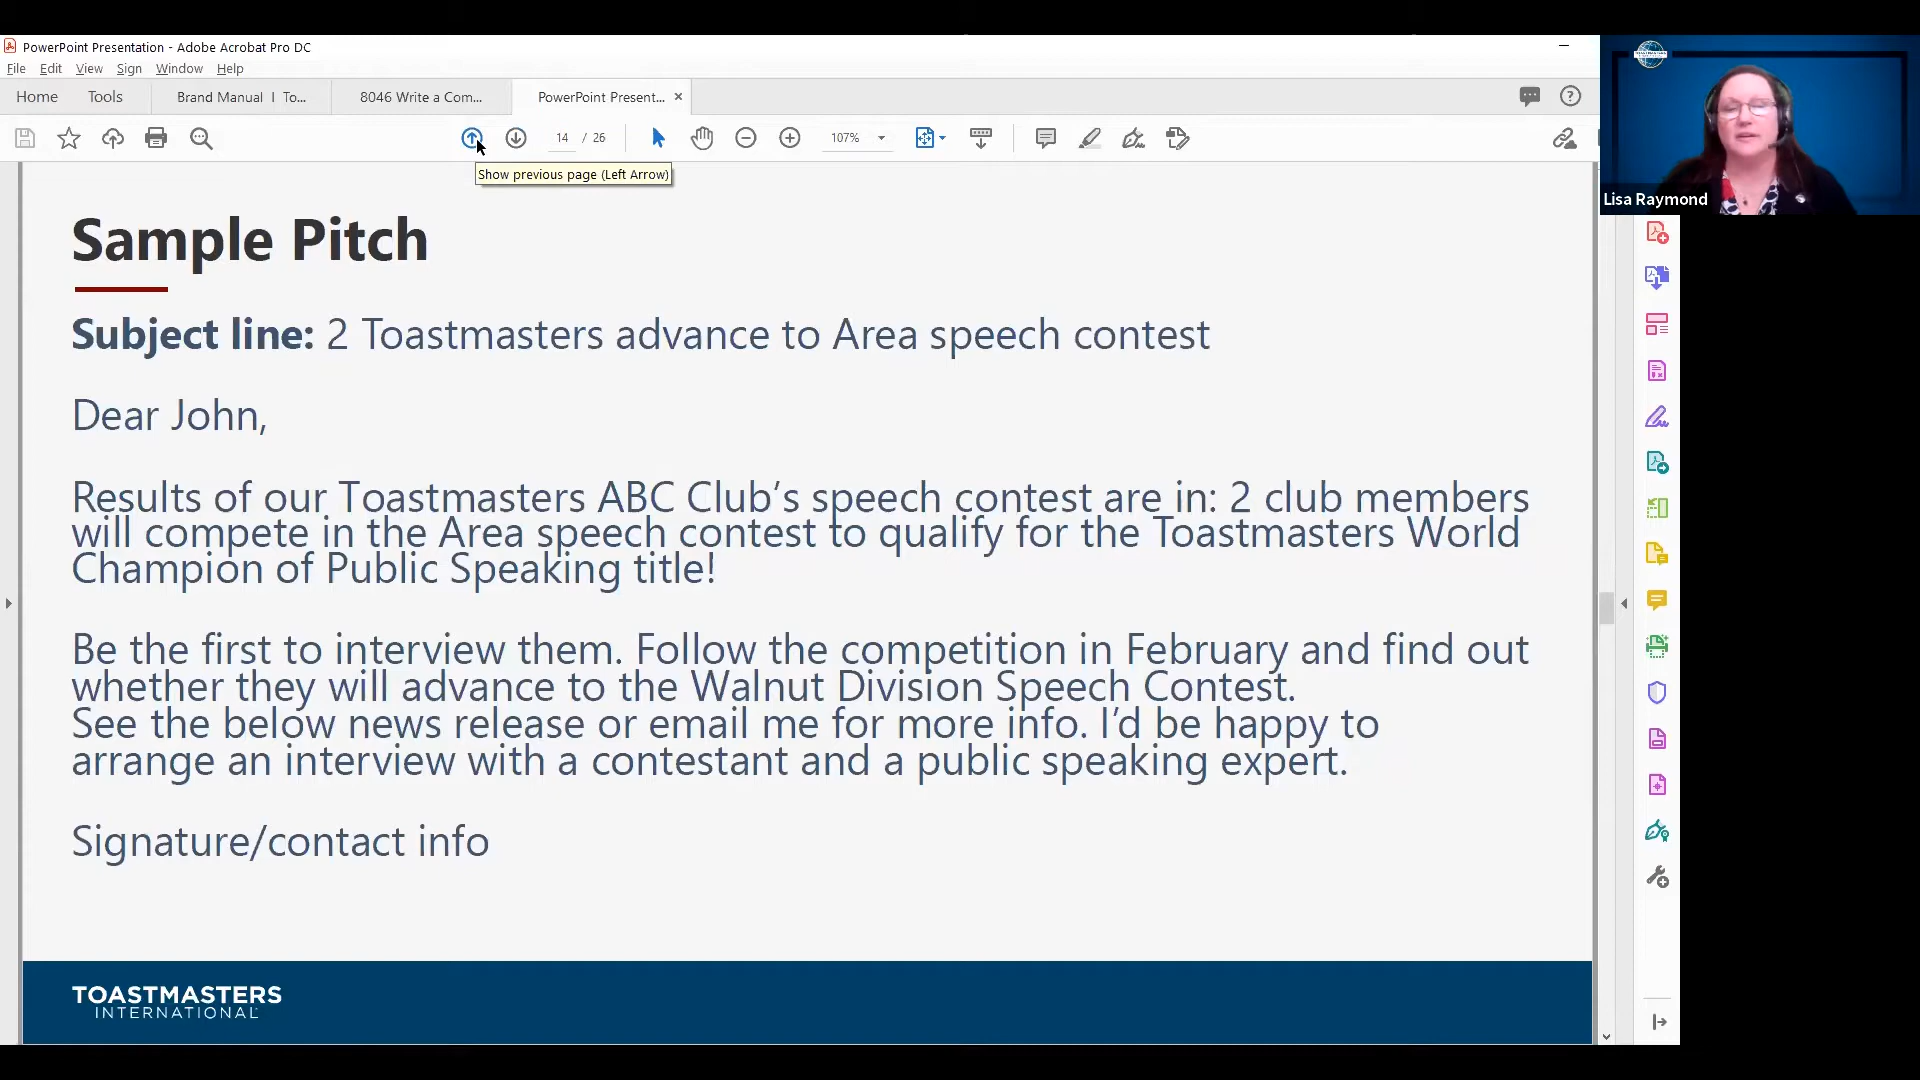 PowerPoint Presentation - Adobe Acrobat Pro DC
File Edit View Sign Window Help
Home Tools Brand Manual I To... 8046 Write a Com... PowerPoint Present... ×
14 / 26 107%
Show previous page (Left Arrow)
Lisa Raymond
Sample Pitch
Subject line: 2 Toastmasters advance to Area speech contest
Dear John,
Results of our Toastmasters ABC Club’s speech contest are in: 2 club members
will compete in the Area speech contest to qualify for the Toastmasters World
Champion of Public Speaking title!
Be the first to interview them. Follow the competition in February and find out
whether they will advance to the Walnut Division Speech Contest.
See the below news release or email me for more info. I’d be happy to
arrange an interview with a contestant and a public speaking expert.
Signature/contact info
TOASTMASTERS
INTERNATIONAL